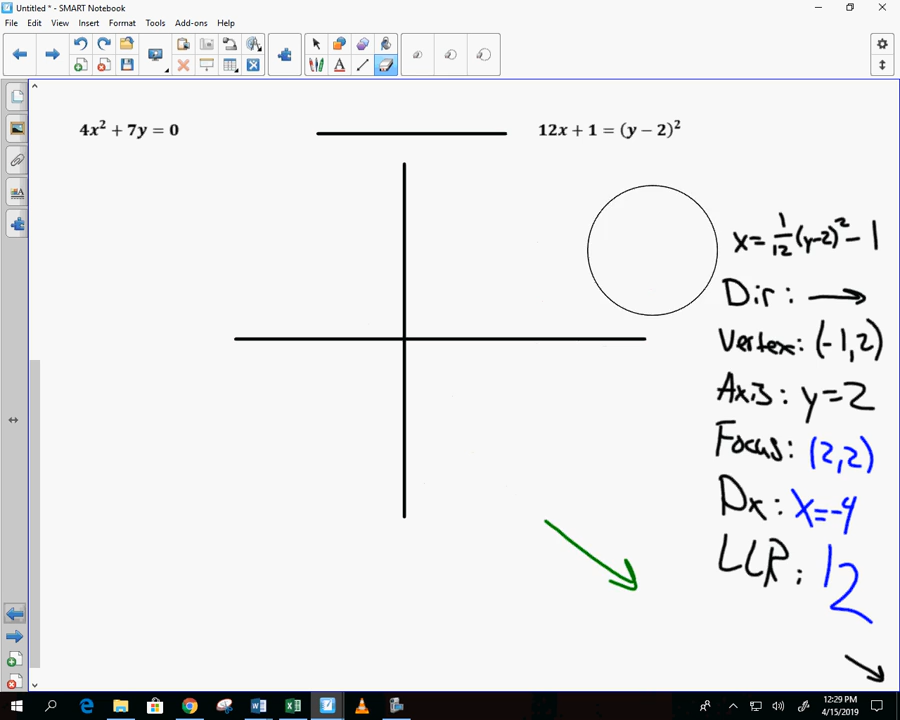 Untitled * - SMART Notebook
File Edit View Insert Format Tools Add-ons Help
4x² + 7y = 0
12x + 1 = (y − 2)²
x = 1/12 (y-2)² - 1
Dir: →
Vertex: (-1,2)
Axis: y=2
Focus: (2,2)
Dx: x=-4
LLR: 12
12:29 PM
4/15/2019